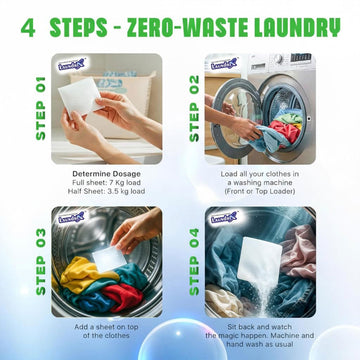 4 STEPS - ZERO-WASTE LAUNDRY
STEP 01
Determine Dosage
Full sheet: 7 Kg load
Half Sheet: 3.5 kg load
STEP 02
Load all your clothes in
a washing machine
(Front or Top Loader)
STEP 03
Add a sheet on top
of the clothes
STEP 04
Sit back and watch
the magic happen. Machine and
hand wash as usual